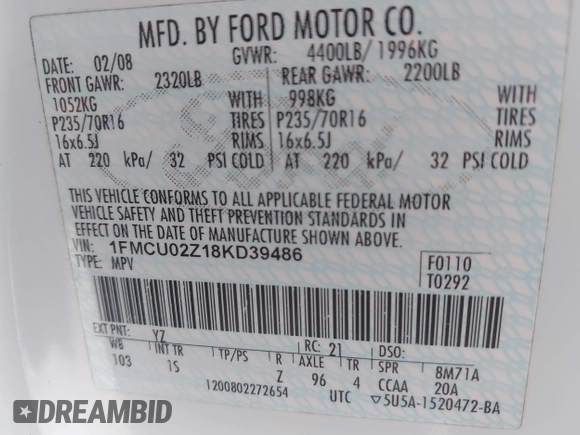 MFD. BY FORD MOTOR CO.
DATE: 02/08 GVWR: 4400LB/ 1996KG
FRONT GAWR: 2320LB REAR GAWR: 2200LB
1052KG WITH 998KG WITH
P235/70R16 TIRES P235/70R16 TIRES
16x6.5J RIMS 16x6.5J RIMS
AT 220 kPa/ 32 PSI COLD AT 220 kPa/ 32 PSI COLD
THIS VEHICLE CONFORMS TO ALL APPLICABLE FEDERAL MOTOR
VEHICLE SAFETY AND THEFT PREVENTION STANDARDS IN
EFFECT ON THE DATE OF MANUFACTURE SHOWN ABOVE.
VIN: 1FMCU02Z18KD39486 F0110
TYPE: MPV T0292
EXT PNT: YZ RC: 21 DSO:
WB INT TR TP/PS R AXLE TR SPR 8M71A
103 1S Z 96 4 CCAA 20A
1200802272654 UTC 5U5A-1520472-BA
DREAMBID